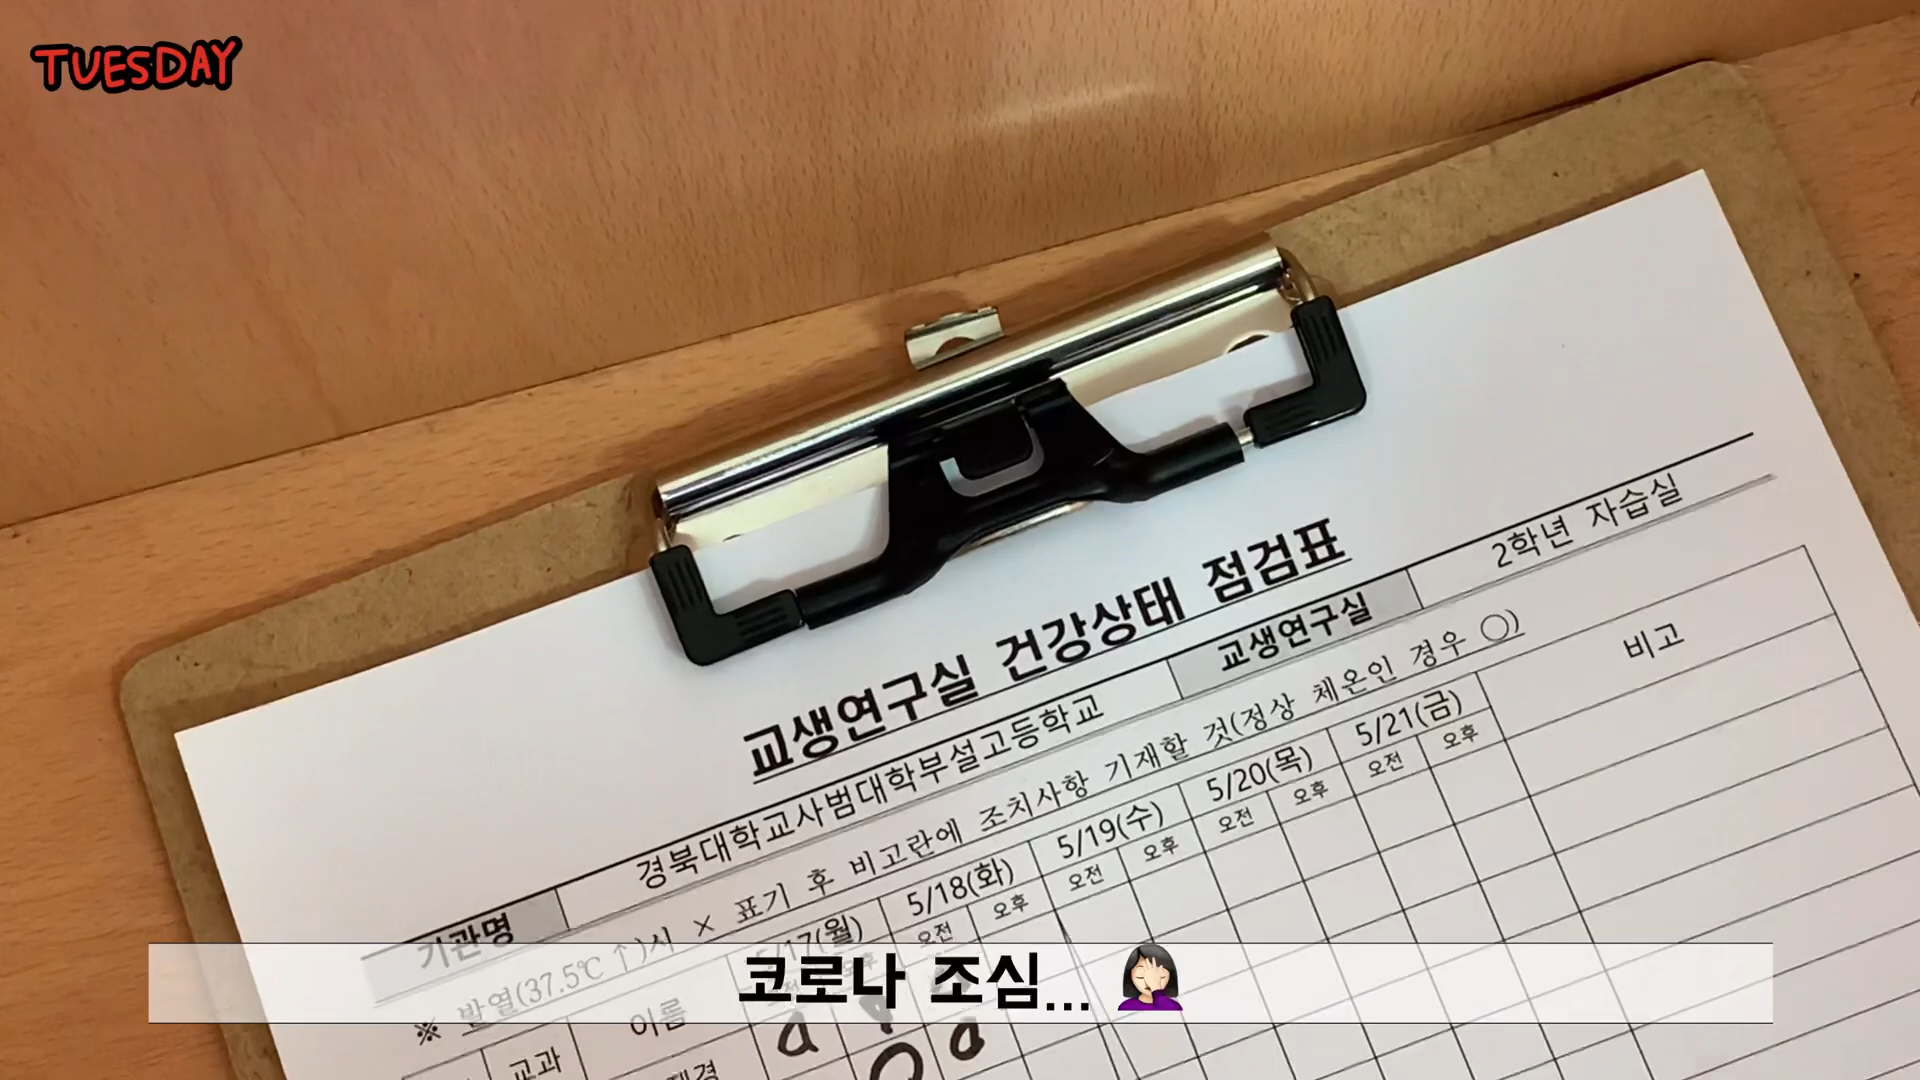 TUESDAY
교생연구실 건강상태 점검표
기관명 경북대학교사범대학부설고등학교 교생연구실 2학년 자습실
※ 발열(37.5℃ ↑)시 × 표기 후 비고란에 조치사항 기재할 것(정상 체온인 경우 ○)
교과 이름 5/17(월) 5/18(화) 5/19(수) 5/20(목) 5/21(금) 비고
오전 오후 오전 오후 오전 오후 오전 오후
코로나 조심... 🤦🏻‍♀️